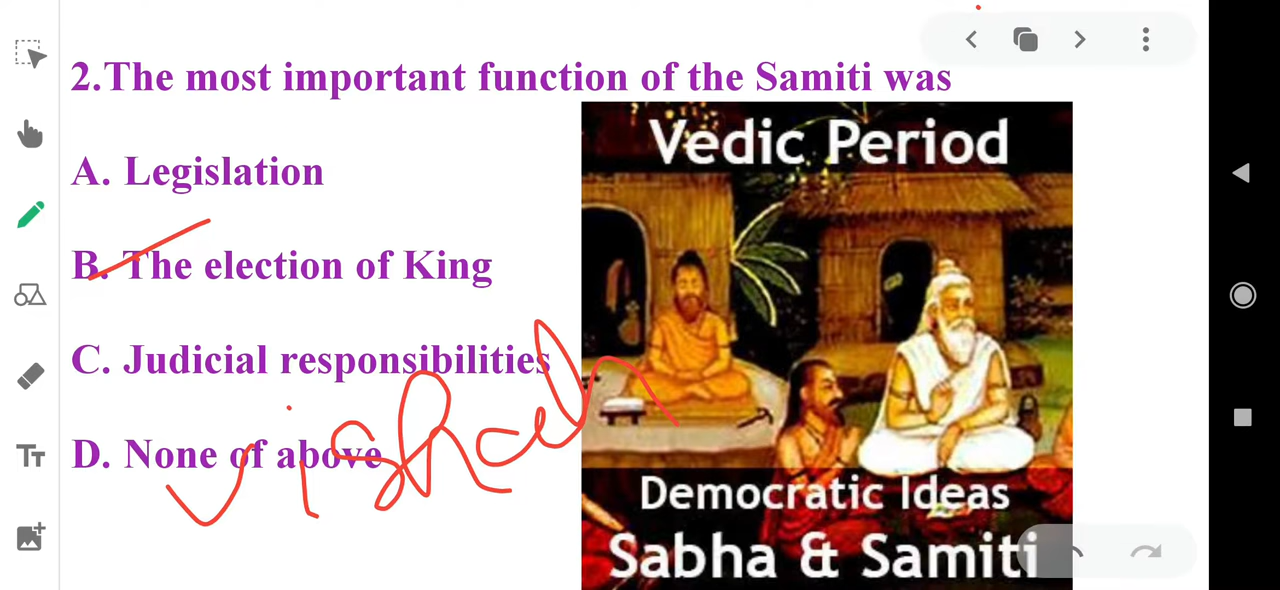 2.The most important function of the Samiti was
A. Legislation
B. The election of King
C. Judicial responsibilities
D. None of above
Vedic Period
Democratic Ideas
Sabha & Samiti